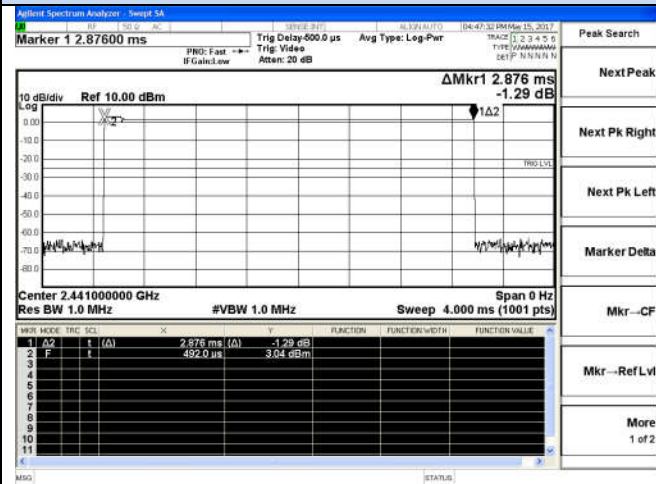 Agilent Spectrum Analyzer - Swept SA
RF 50 Ω AC SENSE:INT ALIGN AUTO 04:47:32 PM May 15, 2017
Marker 1 2.87600 ms
PNO: Fast
IFGain:Low
Trig Delay-500.0 µs
Trig: Video
Atten: 20 dB
Avg Type: Log-Pwr
TRACE 1 2 3 4 5 6
TYPE
DET P N N N N N
Peak Search
Next Peak
Next Pk Right
Next Pk Left
Marker Delta
Mkr→CF
Mkr→Ref Lvl
More
1 of 2
ΔMkr1 2.876 ms
-1.29 dB
10 dB/div Ref 10.00 dBm
Log
1Δ2
0.00
-10.0
-20.0
TRIG LVL
-30.0
-40.0
-50.0
-60.0
-70.0
-80.0
Center 2.441000000 GHz Span 0 Hz
Res BW 1.0 MHz #VBW 1.0 MHz Sweep 4.000 ms (1001 pts)
MKR MODE TRC SCL X Y FUNCTION FUNCTION WIDTH FUNCTION VALUE
1 Δ2 t (Δ) 2.876 ms (Δ) -1.29 dB
2 F t 492.0 µs 3.04 dBm
3
4
5
6
7
8
9
10
11
MSG STATUS